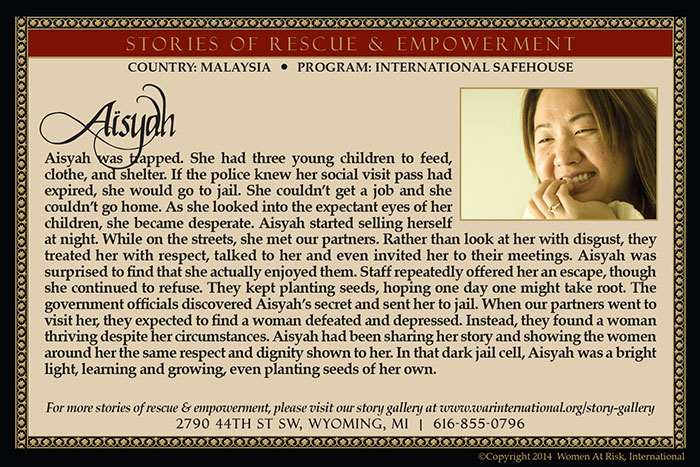 STORIES OF RESCUE & EMPOWERMENT
COUNTRY: MALAYSIA • PROGRAM: INTERNATIONAL SAFEHOUSE
Aisyah
Aisyah was trapped. She had three young children to feed,
clothe, and shelter. If the police knew her social visit pass had
expired, she would go to jail. She couldn't get a job and she
couldn't go home. As she looked into the expectant eyes of her
children, she became desperate. Aisyah started selling herself
at night. While on the streets, she met our partners. Rather than look at her with disgust, they
treated her with respect, talked to her and even invited her to their meetings. Aisyah was
surprised to find that she actually enjoyed them. Staff repeatedly offered her an escape, though
she continued to refuse. They kept planting seeds, hoping one day one might take root. The
government officials discovered Aisyah's secret and sent her to jail. When our partners went to
visit her, they expected to find a woman defeated and depressed. Instead, they found a woman
thriving despite her circumstances. Aisyah had been sharing her story and showing the women
around her the same respect and dignity shown to her. In that dark jail cell, Aisyah was a bright
light, learning and growing, even planting seeds of her own.
For more stories of rescue & empowerment, please visit our story gallery at www.warinternational.org/story-gallery
2790 44TH ST SW, WYOMING, MI | 616-855-0796
©Copyright 2014 Women At Risk, International